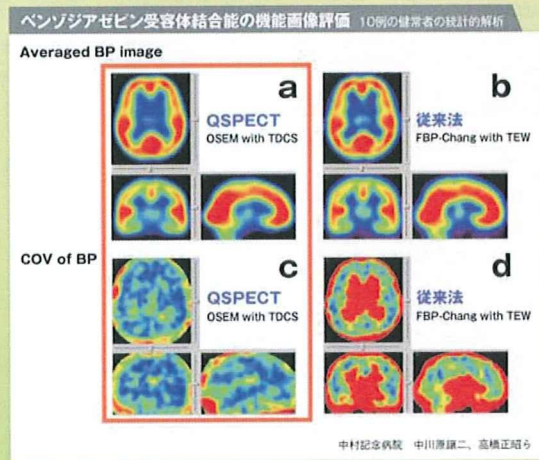 ベンゾジアゼピン受容体結合能の機能画像評価 10例の健常者の統計的解析
Averaged BP image
a
QSPECT
OSEM with TDCS
b
従来法
FBP-Chang with TEW
COV of BP
c
QSPECT
OSEM with TDCS
d
従来法
FBP-Chang with TEW
中村記念病院 中川原譲二、高橋正昭ら